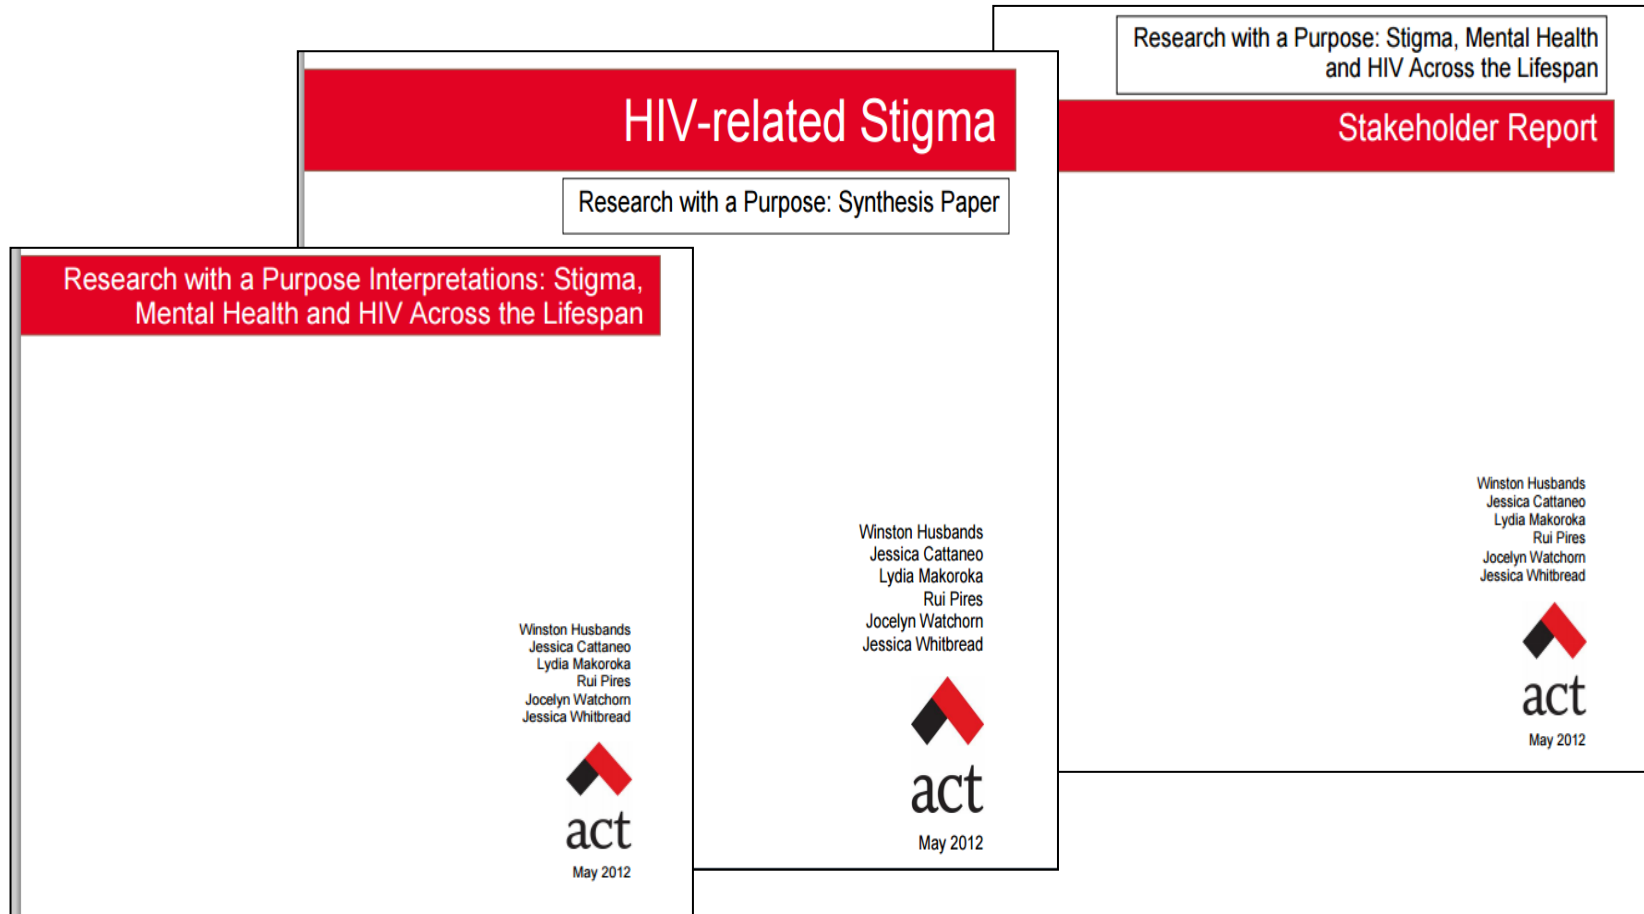 Research with a Purpose Interpretations: Stigma,
Mental Health and HIV Across the Lifespan
Winston Husbands
Jessica Cattaneo
Lydia Makoroka
Rui Pires
Jocelyn Watchorn
Jessica Whitbread
act
May 2012
HIV-related Stigma
Research with a Purpose: Synthesis Paper
Winston Husbands
Jessica Cattaneo
Lydia Makoroka
Rui Pires
Jocelyn Watchorn
Jessica Whitbread
act
May 2012
Research with a Purpose: Stigma, Mental Health
and HIV Across the Lifespan
Stakeholder Report
Winston Husbands
Jessica Cattaneo
Lydia Makoroka
Rui Pires
Jocelyn Watchorn
Jessica Whitbread
act
May 2012